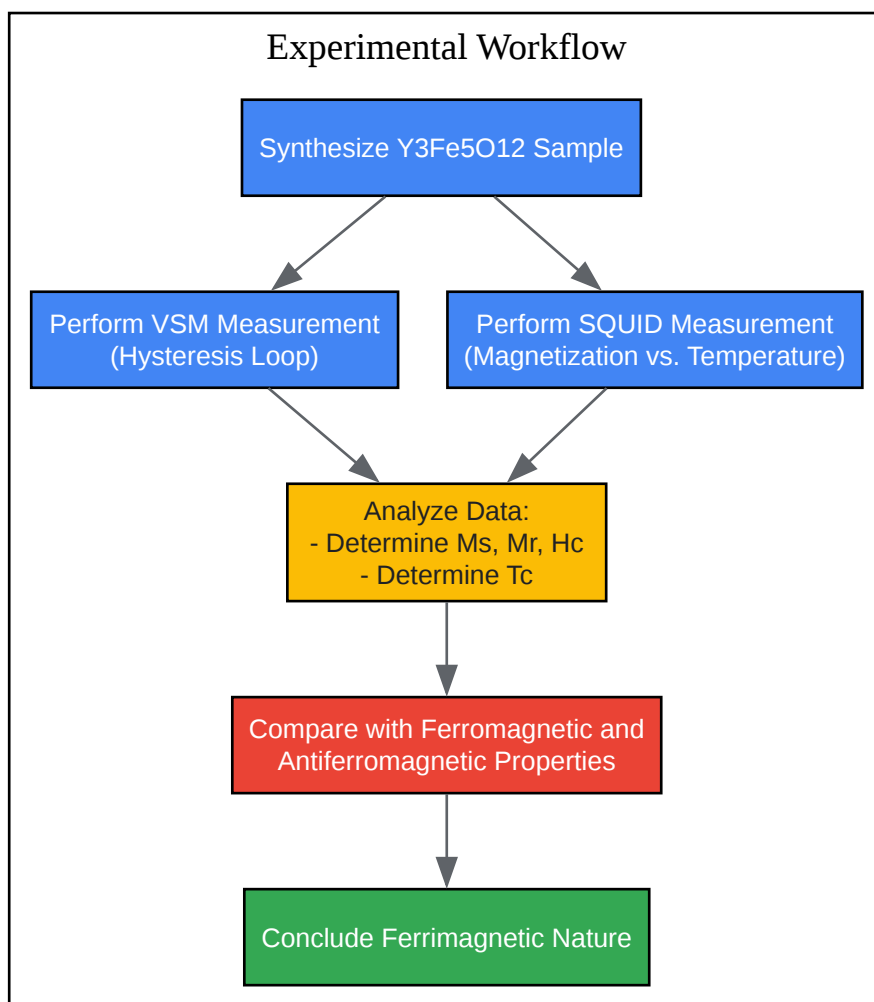 Experimental Workflow
Synthesize Y3Fe5O12 Sample
Perform VSM Measurement
(Hysteresis Loop)
Perform SQUID Measurement
(Magnetization vs. Temperature)
Analyze Data:
- Determine Ms, Mr, Hc
- Determine Tc
Compare with Ferromagnetic and
Antiferromagnetic Properties
Conclude Ferrimagnetic Nature